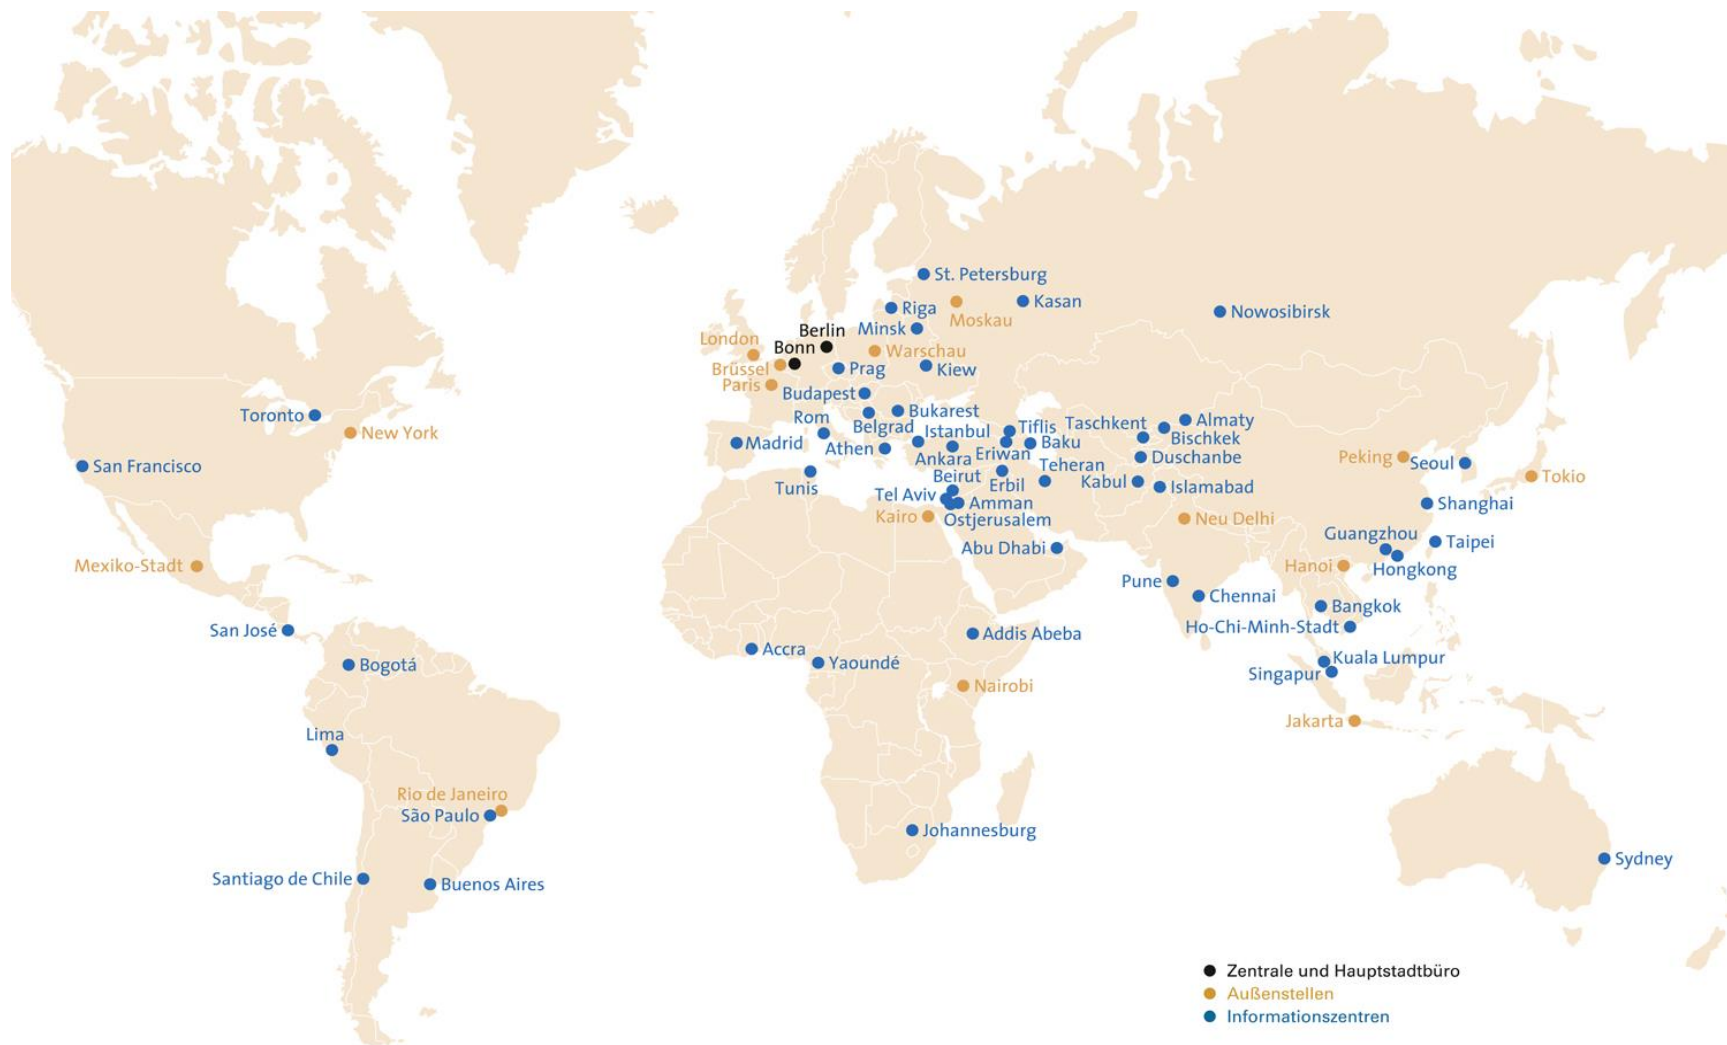 St. Petersburg
Riga
Kasan
Moskau
Nowosibirsk
Berlin
Minsk
London
Bonn
Warschau
Brüssel
Prag
Kiew
Paris
Budapest
Toronto
New York
Rom
Bukarest
Belgrad
Istanbul
Tiflis
Taschkent
Almaty
Madrid
Athen
Ankara
Eriwan
Baku
Bischkek
San Francisco
Duschanbe
Peking
Seoul
Tokio
Tunis
Beirut
Erbil
Teheran
Kabul
Islamabad
Tel Aviv
Amman
Shanghai
Kairo
Ostjerusalem
Neu Delhi
Guangzhou
Taipei
Abu Dhabi
Mexiko-Stadt
Hanoi
Hongkong
Pune
Chennai
Bangkok
San José
Addis Abeba
Ho-Chi-Minh-Stadt
Accra
Yaoundé
Bogotá
Kuala Lumpur
Singapur
Nairobi
Jakarta
Lima
Rio de Janeiro
São Paulo
Johannesburg
Sydney
Santiago de Chile
Buenos Aires
Zentrale und Hauptstadtbüro
Außenstellen
Informationszentren